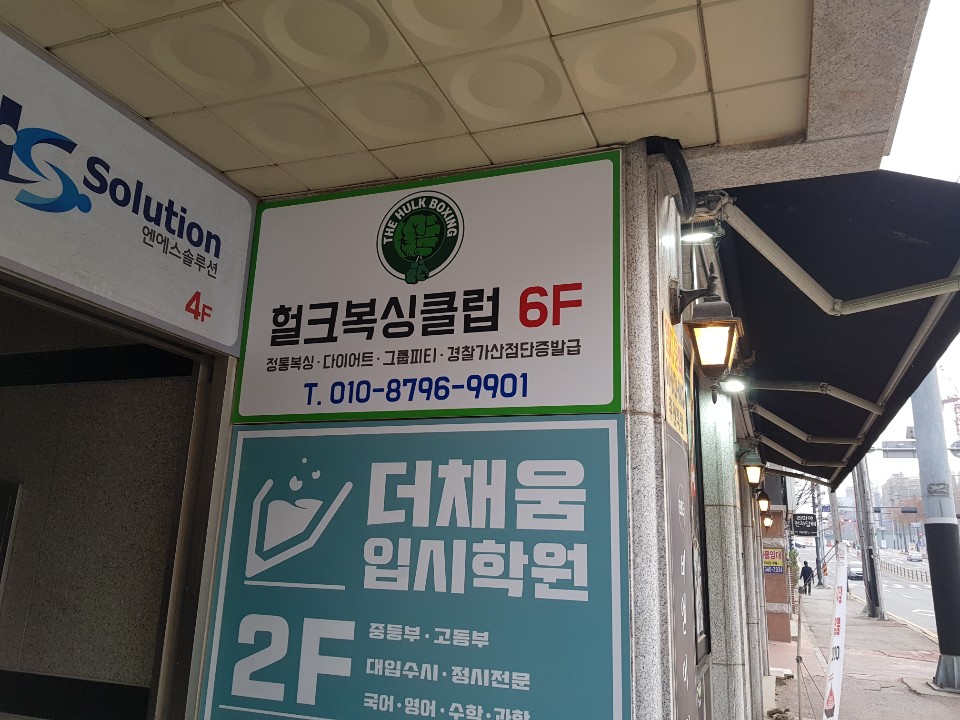 Solution
엔에스솔루션
4F
THE HULK BOXING
헐크복싱클럽 6F
정통복싱·다이어트·그룹피티·경찰가산점단증발급
T. 010-8796-9901
더채움
입시학원
2F
중등부·고등부
대입수시·정시전문
국어·영어·수학·과학